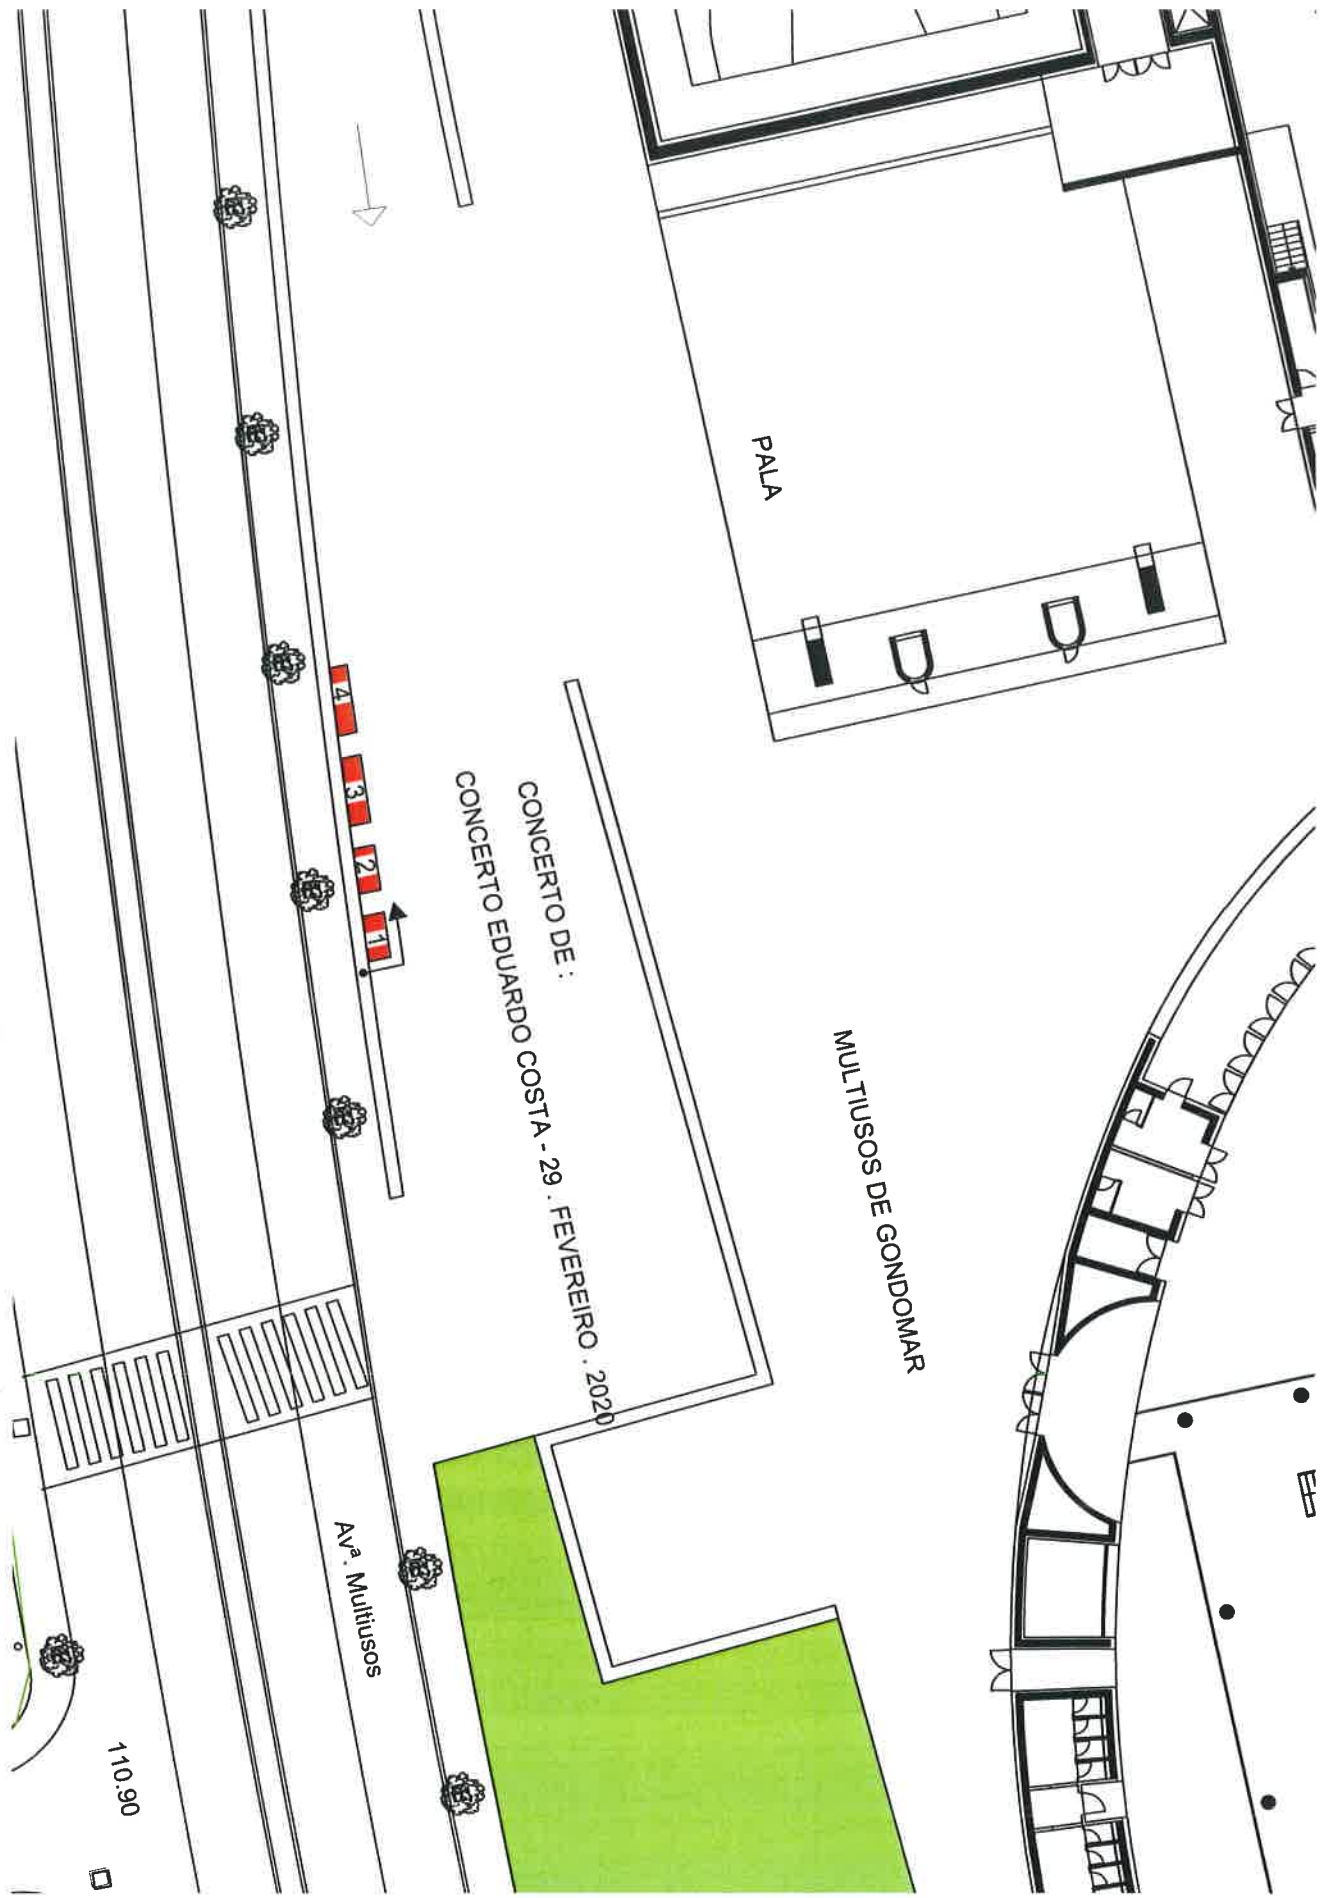 PALA
4
3
2
1
CONCERTO DE :
CONCERTO EDUARDO COSTA - 29 . FEVEREIRO . 2020
MULTIUSOS DE GONDOMAR
Avª. Multiusos
110.90